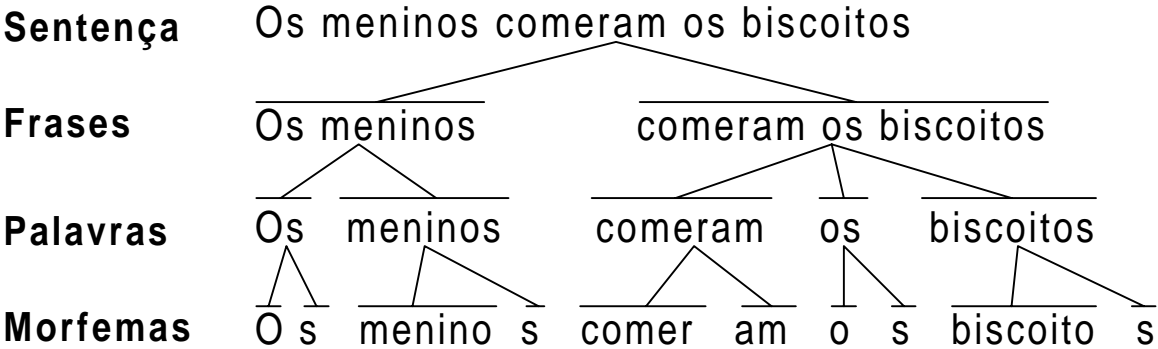 Sentença Os meninos comeram os biscoitos
Frases Os meninos comeram os biscoitos
Palavras Os meninos comeram os biscoitos
Morfemas O s menino s comer am o s biscoito s